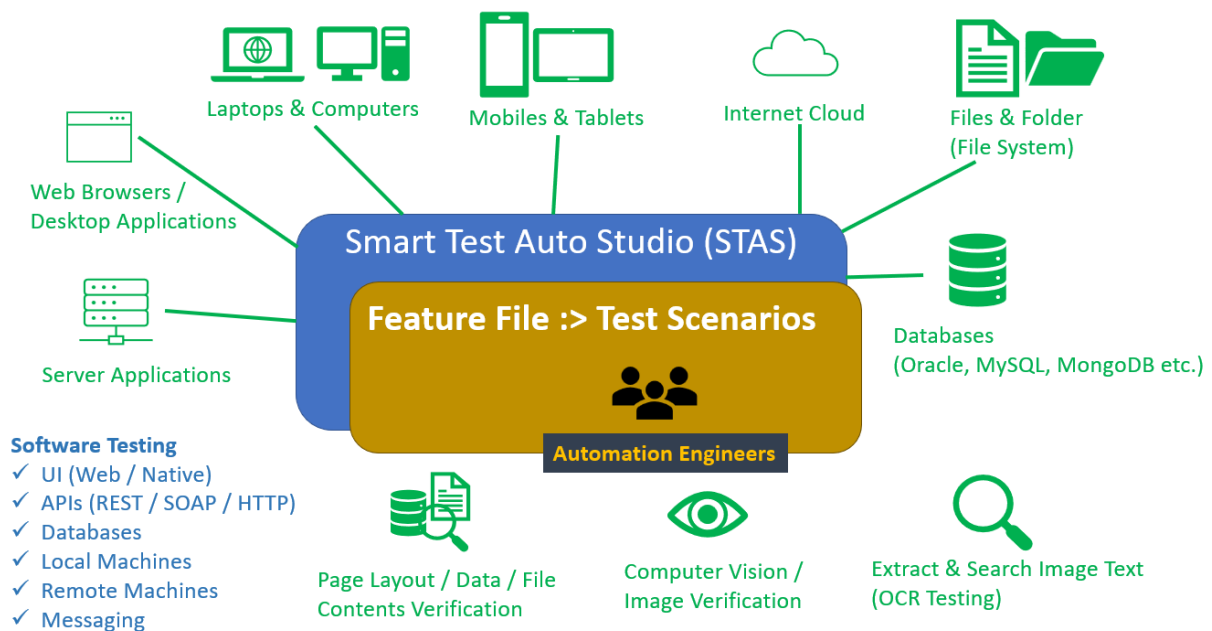 Laptops & Computers
Mobiles & Tablets
Internet Cloud
Files & Folder
(File System)
Web Browsers /
Desktop Applications
Smart Test Auto Studio (STAS)
Feature File :> Test Scenarios
Server Applications
Databases
(Oracle, MySQL, MongoDB etc.)
Automation Engineers
Software Testing
✓ UI (Web / Native)
✓ APIs (REST / SOAP / HTTP)
✓ Databases
✓ Local Machines
✓ Remote Machines
✓ Messaging
Page Layout / Data / File
Contents Verification
Computer Vision /
Image Verification
Extract & Search Image Text
(OCR Testing)